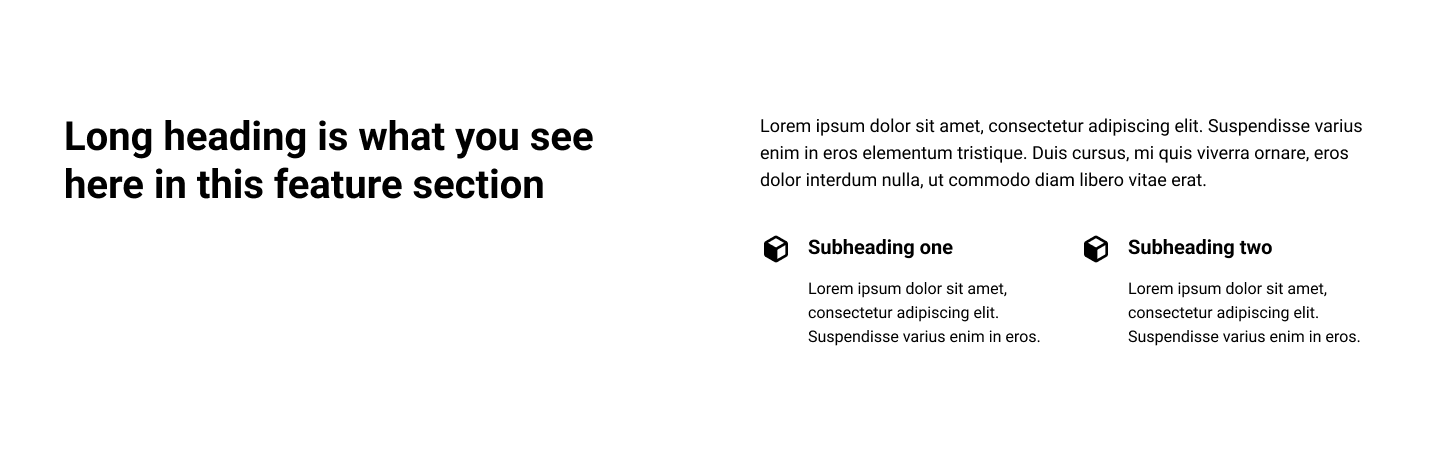 Long heading is what you see
here in this feature section
Lorem ipsum dolor sit amet, consectetur adipiscing elit. Suspendisse varius
enim in eros elementum tristique. Duis cursus, mi quis viverra ornare, eros
dolor interdum nulla, ut commodo diam libero vitae erat.
Subheading one
Lorem ipsum dolor sit amet,
consectetur adipiscing elit.
Suspendisse varius enim in eros.
Subheading two
Lorem ipsum dolor sit amet,
consectetur adipiscing elit.
Suspendisse varius enim in eros.